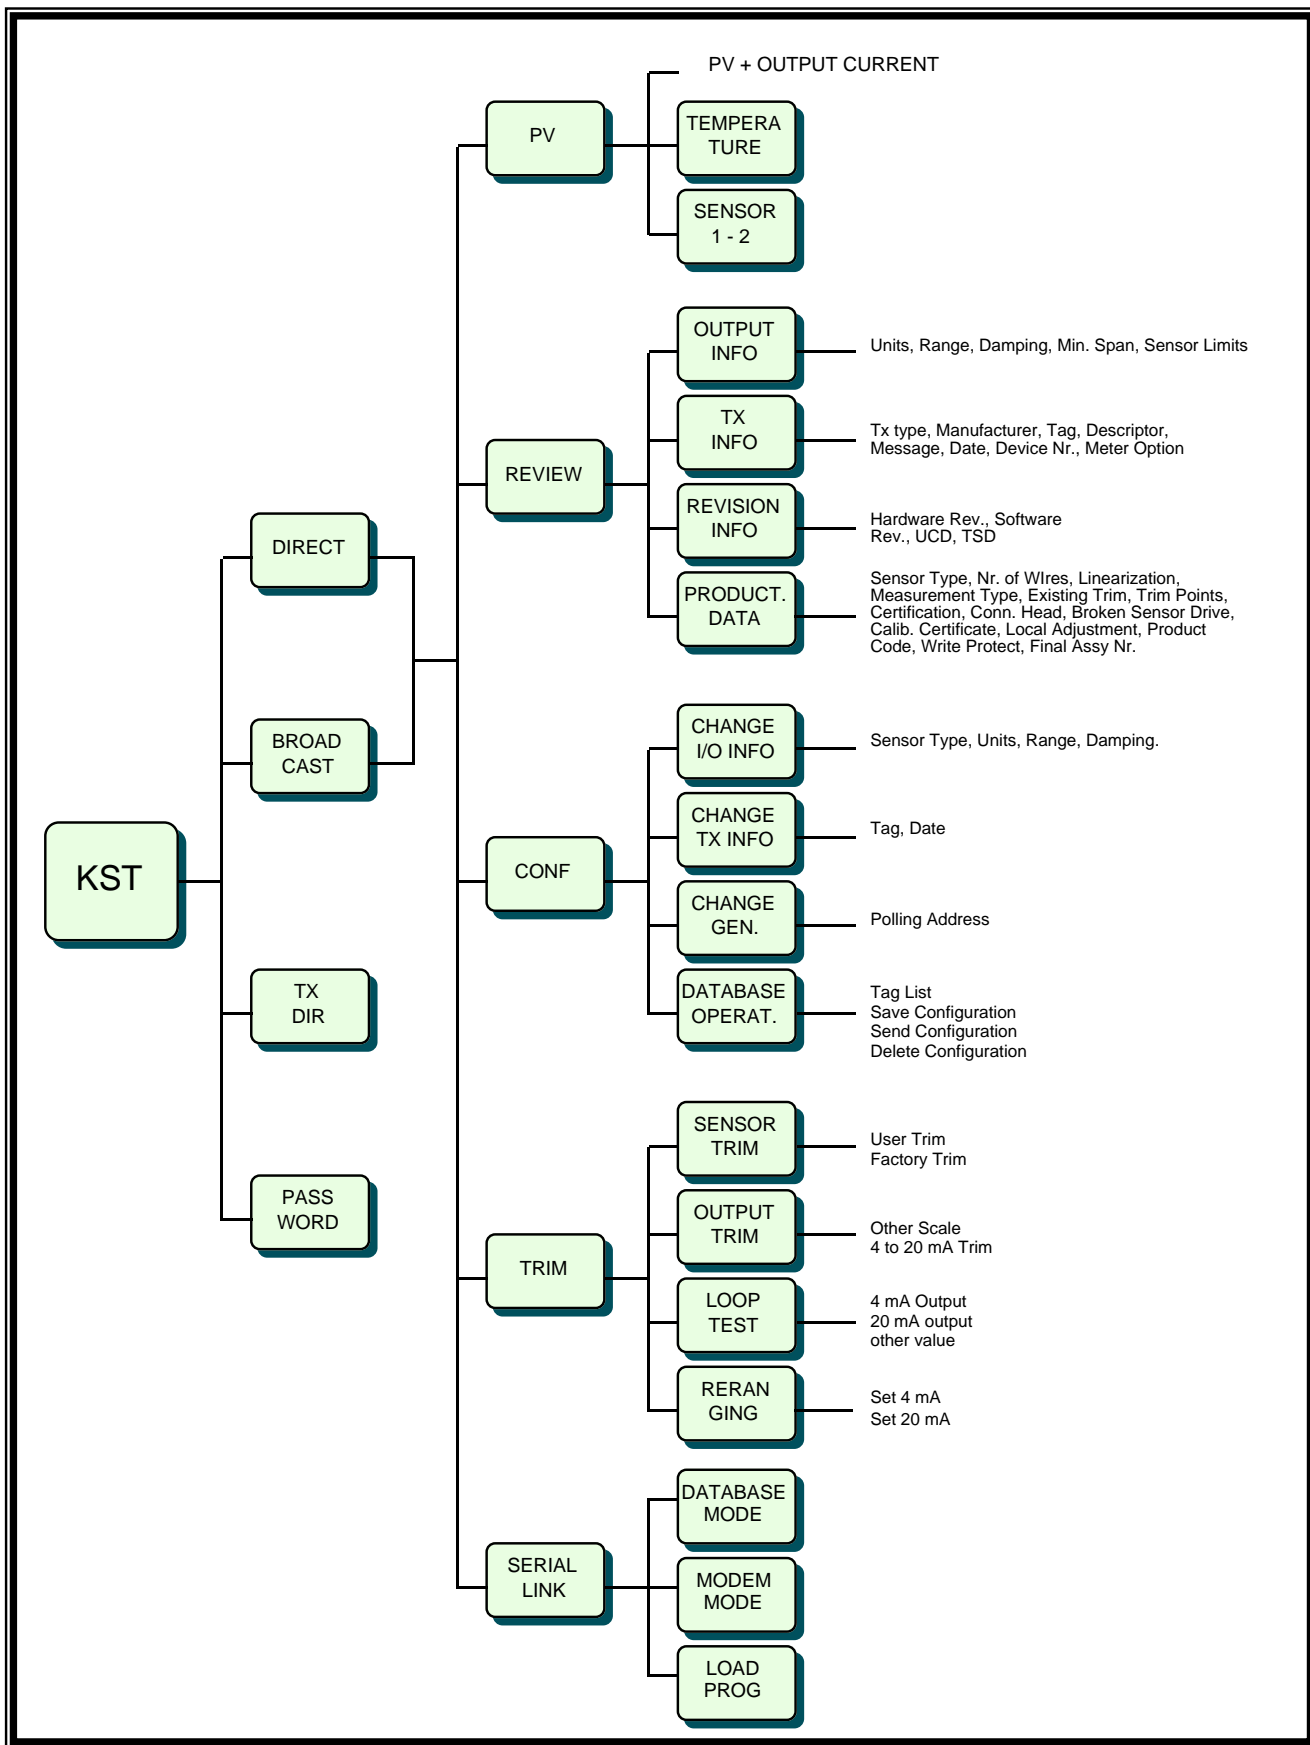 PV + OUTPUT CURRENT
PV
TEMPERA
TURE
SENSOR
1 - 2
OUTPUT
INFO
Units, Range, Damping, Min. Span, Sensor Limits
TX
INFO
Tx type, Manufacturer, Tag, Descriptor,
Message, Date, Device Nr., Meter Option
REVIEW
REVISION
INFO
Hardware Rev., Software
Rev., UCD, TSD
DIRECT
PRODUCT.
DATA
Sensor Type, Nr. of WIres, Linearization,
Measurement Type, Existing Trim, Trim Points,
Certification, Conn. Head, Broken Sensor Drive,
Calib. Certificate, Local Adjustment, Product
Code, Write Protect, Final Assy Nr.
BROAD
CAST
CHANGE
I/O INFO
Sensor Type, Units, Range, Damping.
CHANGE
TX INFO
Tag, Date
KST
CONF
CHANGE
GEN.
Polling Address
TX
DIR
DATABASE
OPERAT.
Tag List
Save Configuration
Send Configuration
Delete Configuration
SENSOR
TRIM
User Trim
Factory Trim
PASS
WORD
OUTPUT
TRIM
Other Scale
4 to 20 mA Trim
TRIM
LOOP
TEST
4 mA Output
20 mA output
other value
RERAN
GING
Set 4 mA
Set 20 mA
DATABASE
MODE
SERIAL
LINK
MODEM
MODE
LOAD
PROG